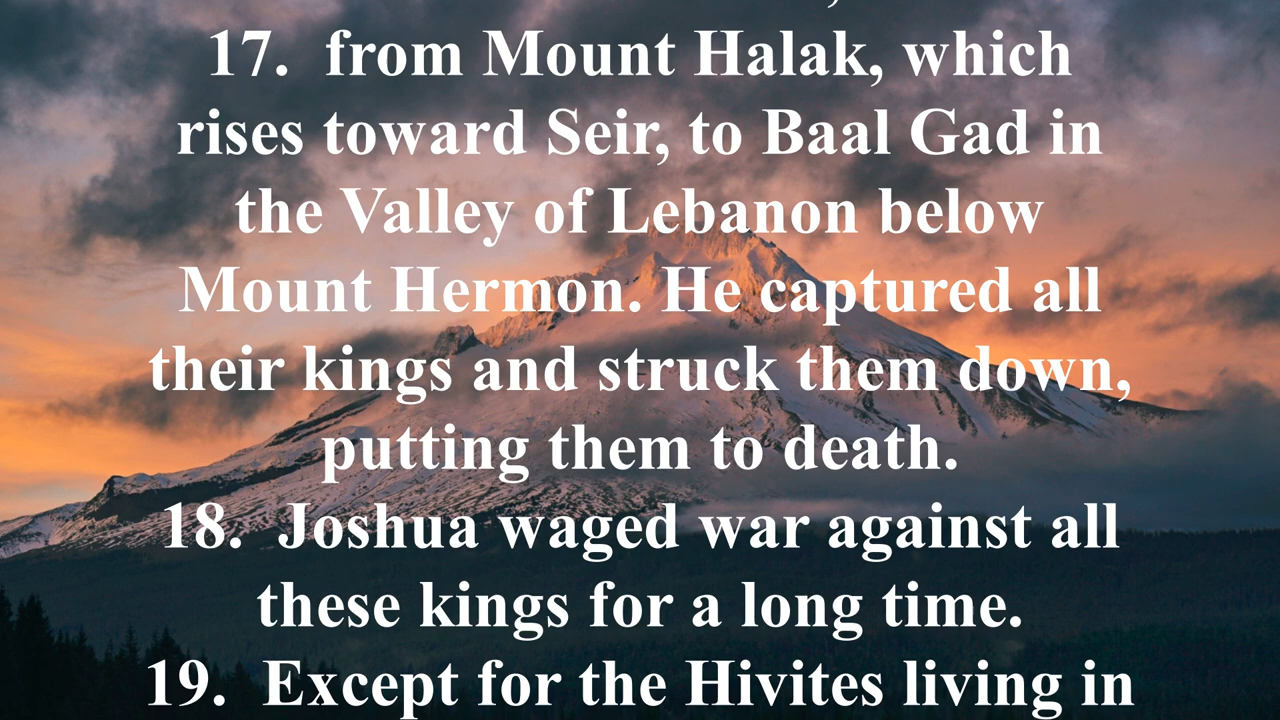 17. from Mount Halak, which
rises toward Seir, to Baal Gad in
the Valley of Lebanon below
Mount Hermon. He captured all
their kings and struck them down,
putting them to death.
18. Joshua waged war against all
these kings for a long time.
19. Except for the Hivites living in